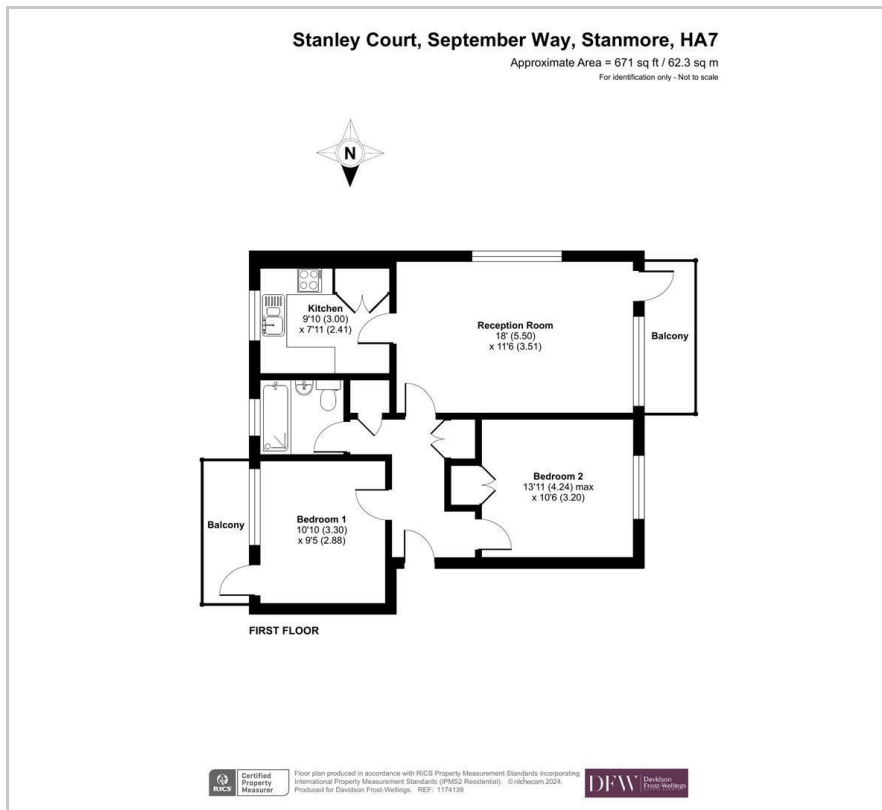 Stanley Court, September Way, Stanmore, HA7
Approximate Area = 671 sq ft / 62.3 sq m
For identification only - Not to scale
N
Kitchen
9'10 (3.00)
x 7'11 (2.41)
Reception Room
18' (5.50)
x 11'6 (3.51)
Balcony
Bedroom 2
13'11 (4.24) max
x 10'6 (3.20)
Bedroom 1
10'10 (3.30)
x 9'5 (2.88)
Balcony
FIRST FLOOR
RICS
Certified
Property
Measurer
Floor plan produced in accordance with RICS Property Measurement Standards incorporating
International Property Measurement Standards (IPMS2 Residential). © nichecom 2024.
Produced for Davidson Frost-Wellings. REF: 1174139
DFW
Davidson
Frost-Wellings